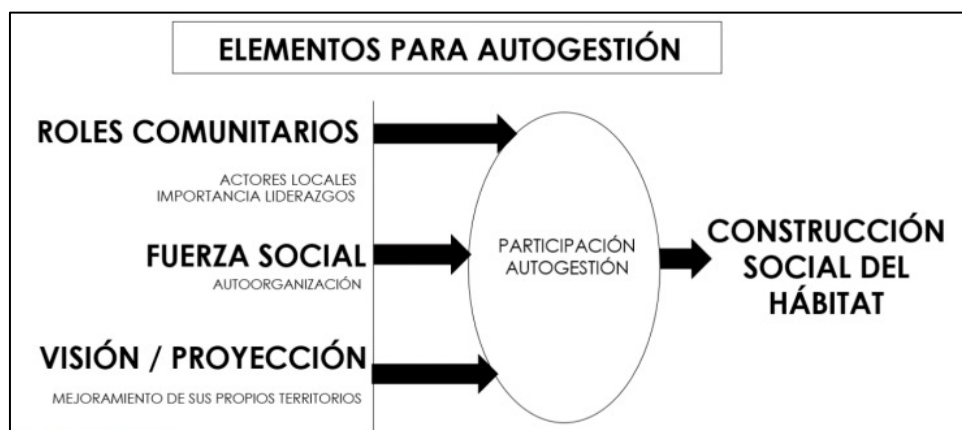 ELEMENTOS PARA AUTOGESTIÓN
ROLES COMUNITARIOS
ACTORES LOCALES
IMPORTANCIA LIDERAZGOS
FUERZA SOCIAL
AUTOORGANIZACIÓN
VISIÓN / PROYECCIÓN
MEJORAMIENTO DE SUS PROPIOS TERRITORIOS
PARTICIPACIÓN
AUTOGESTIÓN
CONSTRUCCIÓN
SOCIAL DEL
HÁBITAT